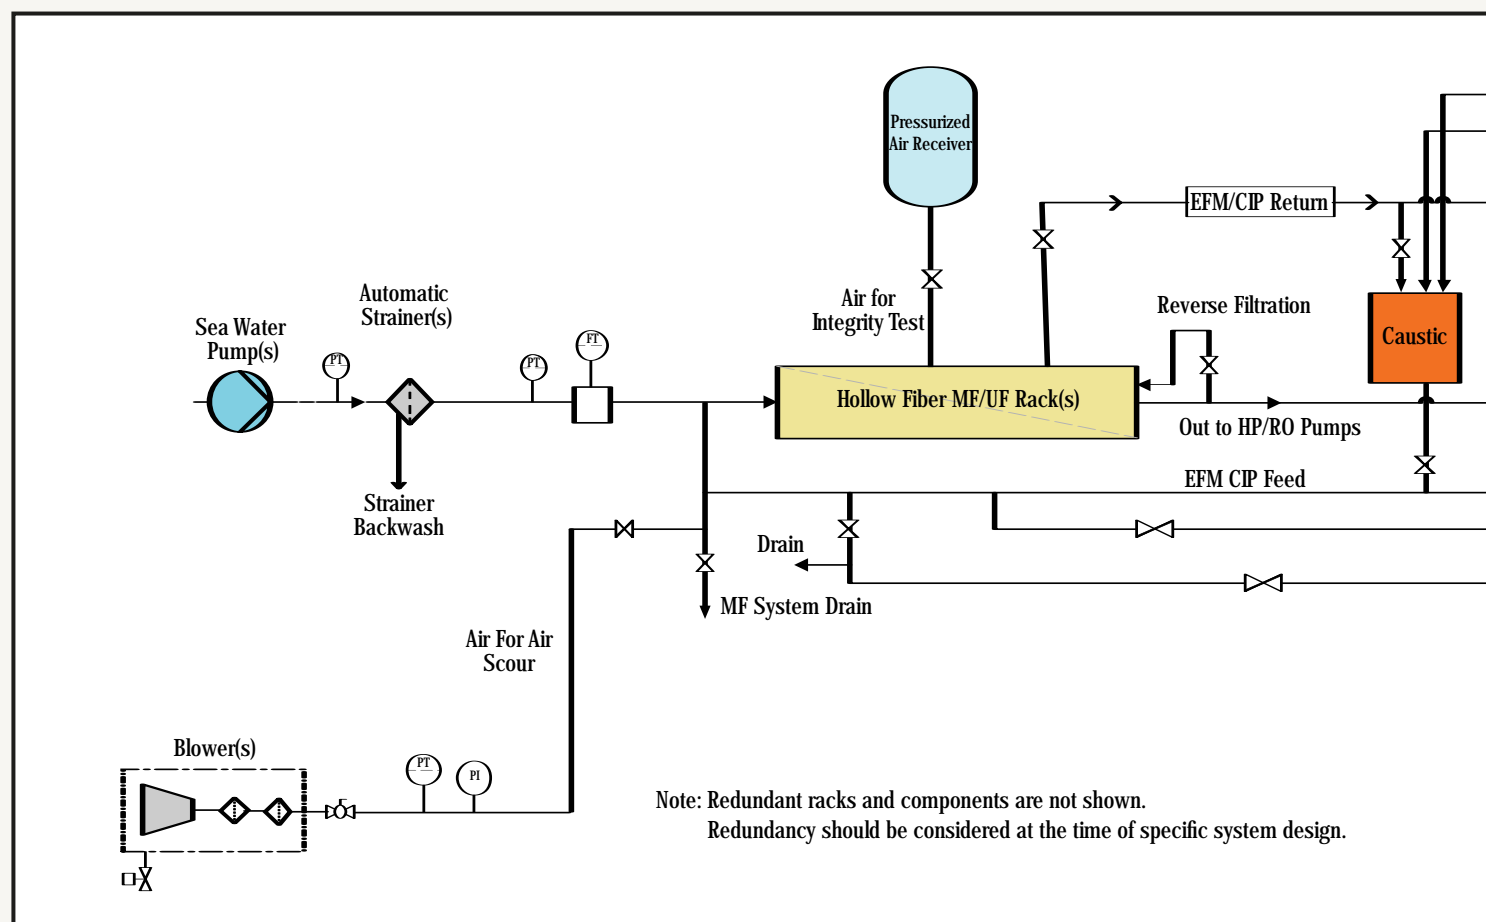 Pressurized
Air Receiver
EFM/CIP Return
Air for
Integrity Test
Reverse Filtration
Caustic
Automatic
Strainer(s)
Sea Water
Pump(s)
PT
PT
FT
Hollow Fiber MF/UF Rack(s)
Out to HP/RO Pumps
EFM CIP Feed
Strainer
Backwash
Drain
MF System Drain
Air For Air
Scour
Blower(s)
PT
PI
Note: Redundant racks and components are not shown.
Redundancy should be considered at the time of specific system design.